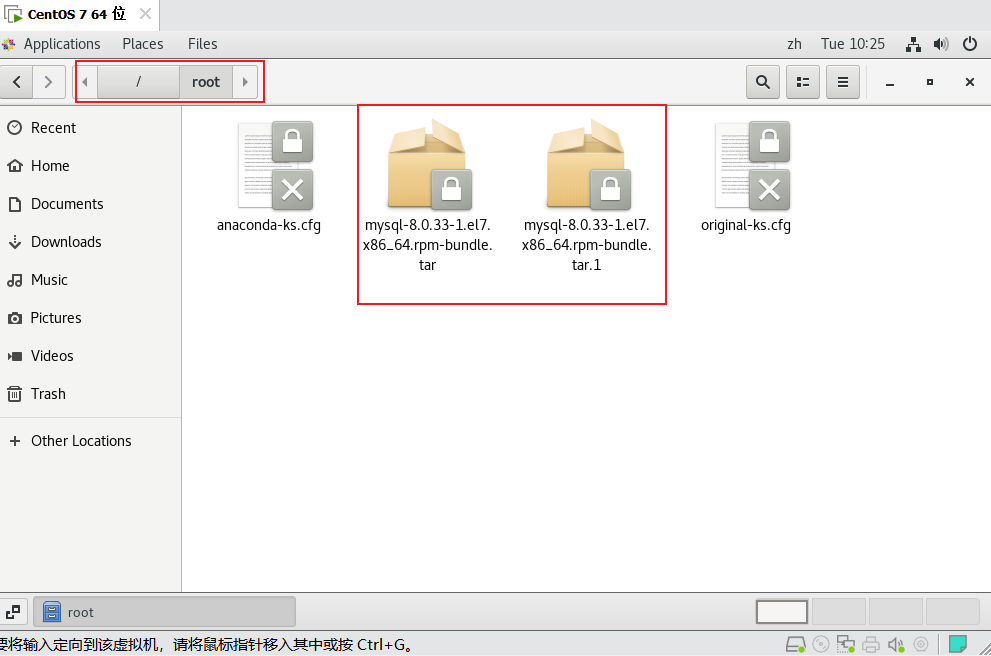 CentOS 7 64 位
Applications Places Files zh Tue 10:25
/ root
Recent
Home
Documents
Downloads
Music
Pictures
Videos
Trash
Other Locations
anaconda-ks.cfg
mysql-8.0.33-1.el7.
x86_64.rpm-bundle.
tar
mysql-8.0.33-1.el7.
x86_64.rpm-bundle.
tar.1
original-ks.cfg
root
要将输入定向到该虚拟机，请将鼠标指针移入其中或按 Ctrl+G。